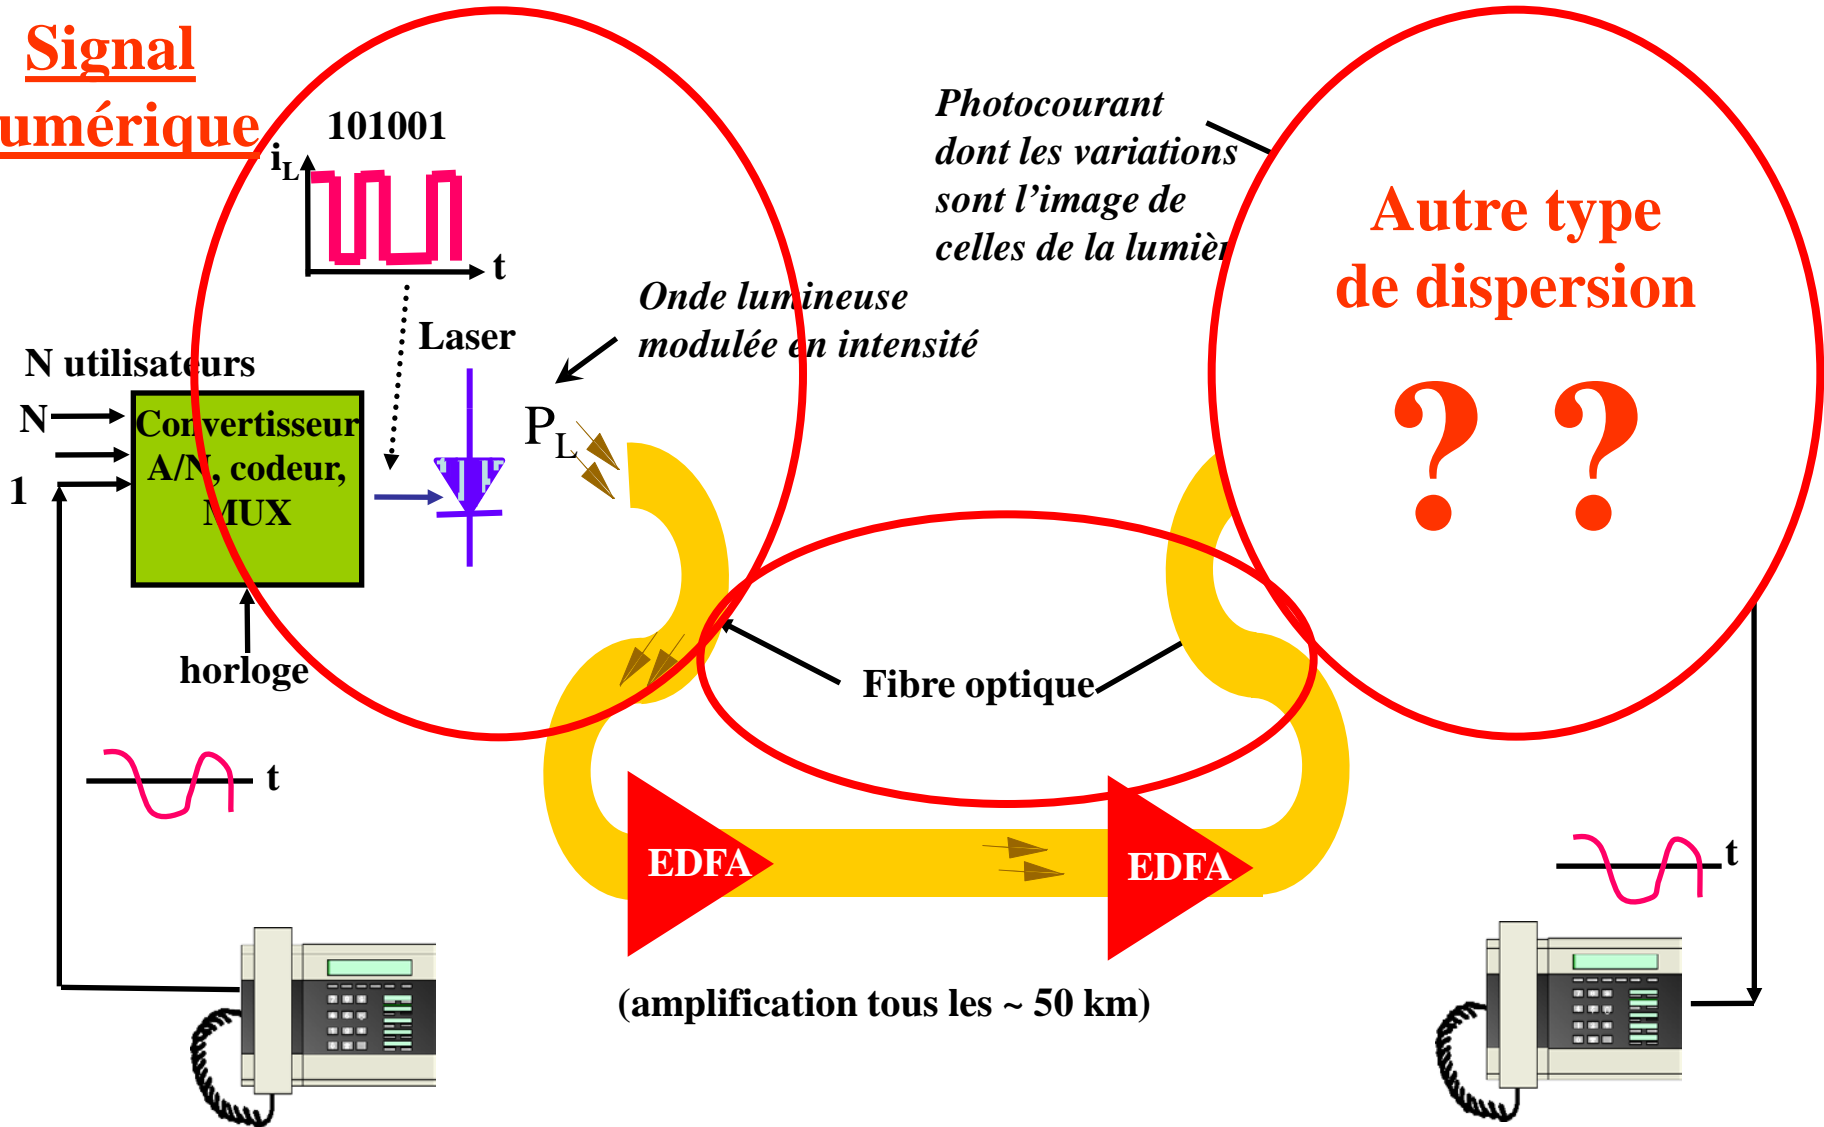 Signal
umérique
101001
iL
t
Photocourant
dont les variations
sont l’image de
celles de la lumièr
Autre type
de dispersion
? ?
Onde lumineuse
modulée en intensité
Laser
N utilisateurs
N
1
Convertisseur
A/N, codeur,
MUX
PL
horloge
Fibre optique
t
EDFA
EDFA
t
(amplification tous les ~ 50 km)